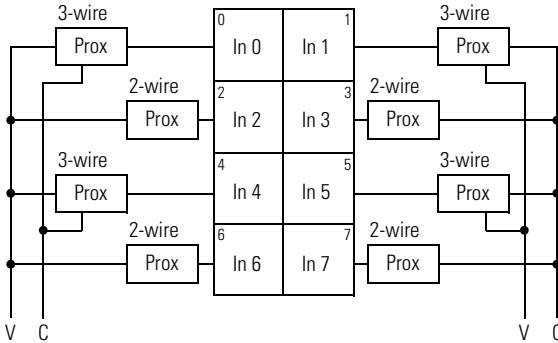 3-wire 3-wire
Prox 0 In 0 In 1 1 Prox
2-wire 2-wire
Prox 2 In 2 In 3 3 Prox
3-wire 3-wire
Prox 4 In 4 In 5 5 Prox
2-wire 2-wire
Prox 6 In 6 In 7 7 Prox
V C V C